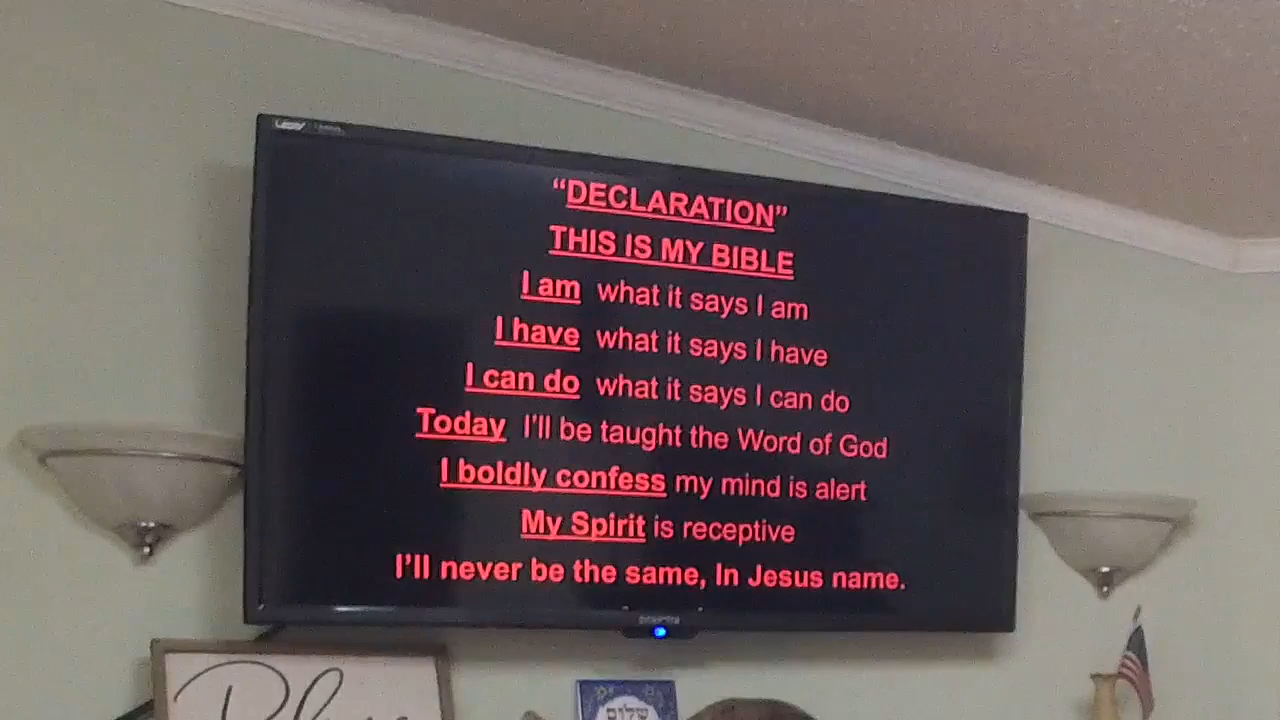 “DECLARATION”
THIS IS MY BIBLE
I am what it says I am
I have what it says I have
I can do what it says I can do
Today I'll be taught the Word of God
I boldly confess my mind is alert
My Spirit is receptive
I'll never be the same, In Jesus name.
שלום